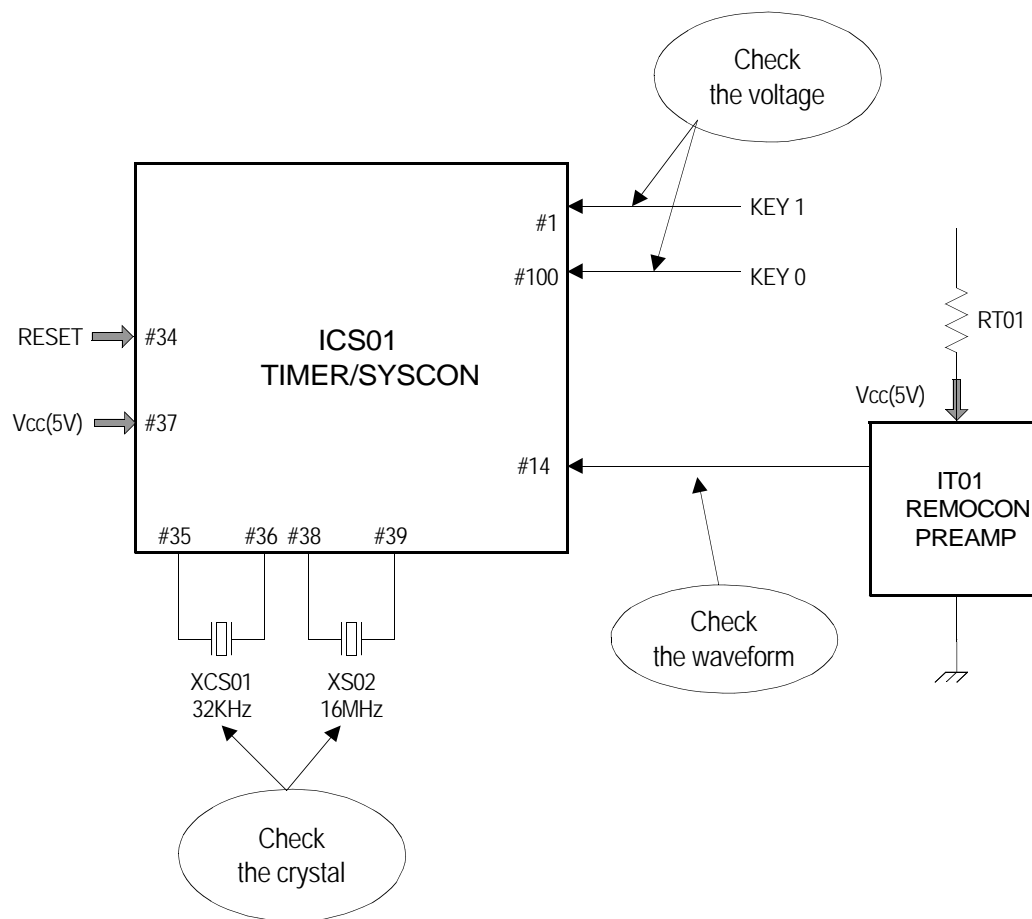 Check
the voltage
KEY 1
#1
#100
KEY 0
RESET
#34
ICS01
TIMER/SYSCON
RT01
Vcc(5V)
Vcc(5V)
#37
#14
IT01
REMOCON
PREAMP
#35
#36
#38
#39
Check
the waveform
XCS01
32KHz
XS02
16MHz
Check
the crystal